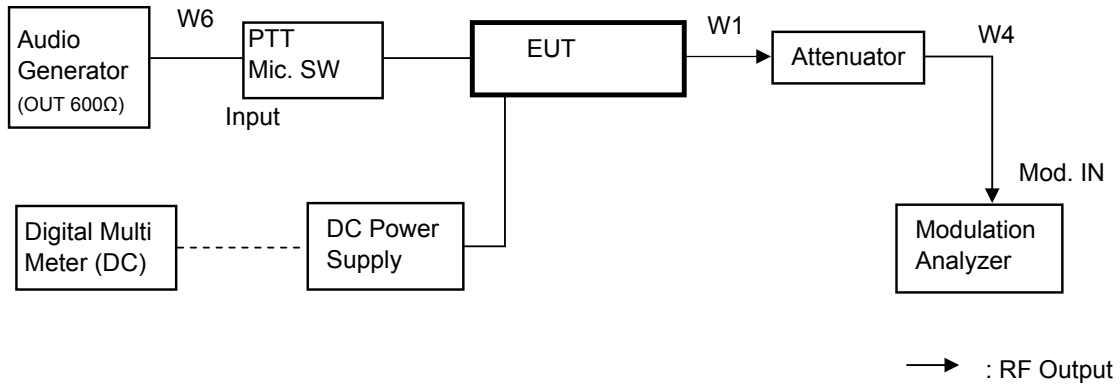 Audio
Generator
(OUT 600Ω)
W6
PTT
Mic. SW
Input
EUT
W1
Attenuator
W4
Mod. IN
Digital Multi
Meter (DC)
DC Power
Supply
Modulation
Analyzer
: RF Output